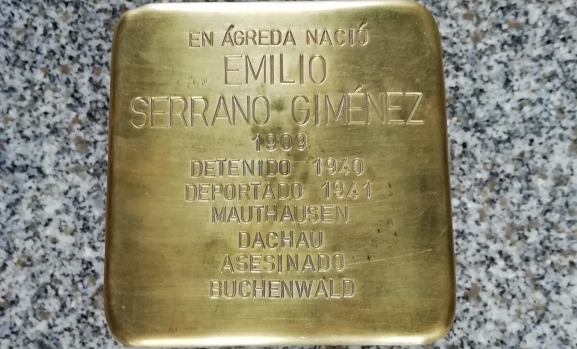 EN ÁGREDA NACIÓ
EMILIO
SERRANO GIMÉNEZ
1909
DETENIDO 1940
DEPORTADO 1941
MAUTHAUSEN
DACHAU
ASESINADO
BUCHENWALD